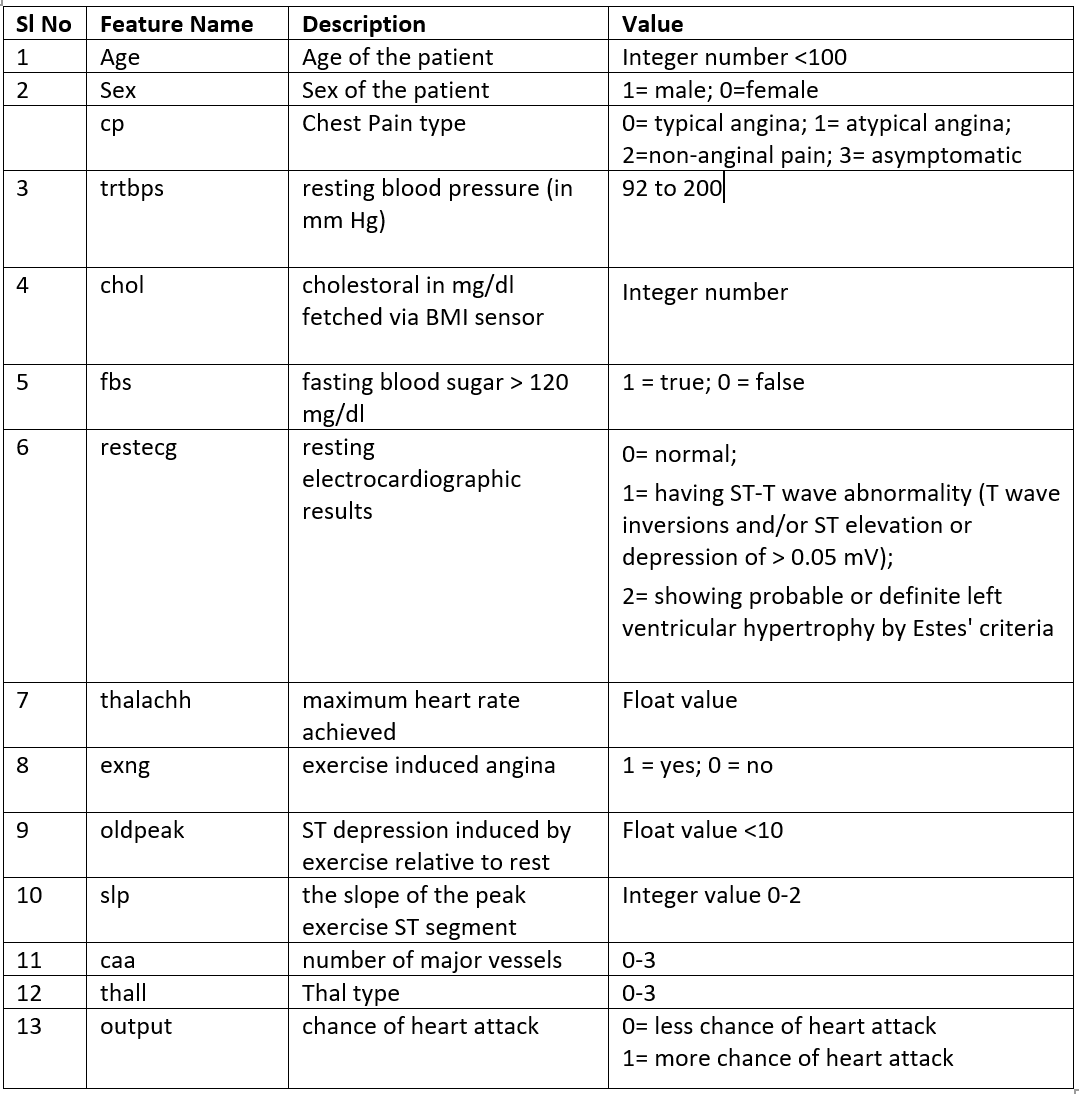 Sl No Feature Name Description Value
1 Age Age of the patient Integer number <100
2 Sex Sex of the patient 1= male; 0=female
cp Chest Pain type 0= typical angina; 1= atypical angina;
2=non-anginal pain; 3= asymptomatic
3 trtbps resting blood pressure (in 92 to 200
mm Hg)
4 chol cholestoral in mg/dl Integer number
fetched via BMI sensor
5 fbs fasting blood sugar > 120 1 = true; 0 = false
mg/dl
6 restecg resting 0= normal;
electrocardiographic 1= having ST-T wave abnormality (T wave
results inversions and/or ST elevation or
depression of > 0.05 mV);
2= showing probable or definite left
ventricular hypertrophy by Estes' criteria
7 thalachh maximum heart rate Float value
achieved
8 exng exercise induced angina 1 = yes; 0 = no
9 oldpeak ST depression induced by Float value <10
exercise relative to rest
10 slp the slope of the peak Integer value 0-2
exercise ST segment
11 caa number of major vessels 0-3
12 thall Thal type 0-3
13 output chance of heart attack 0= less chance of heart attack
1= more chance of heart attack